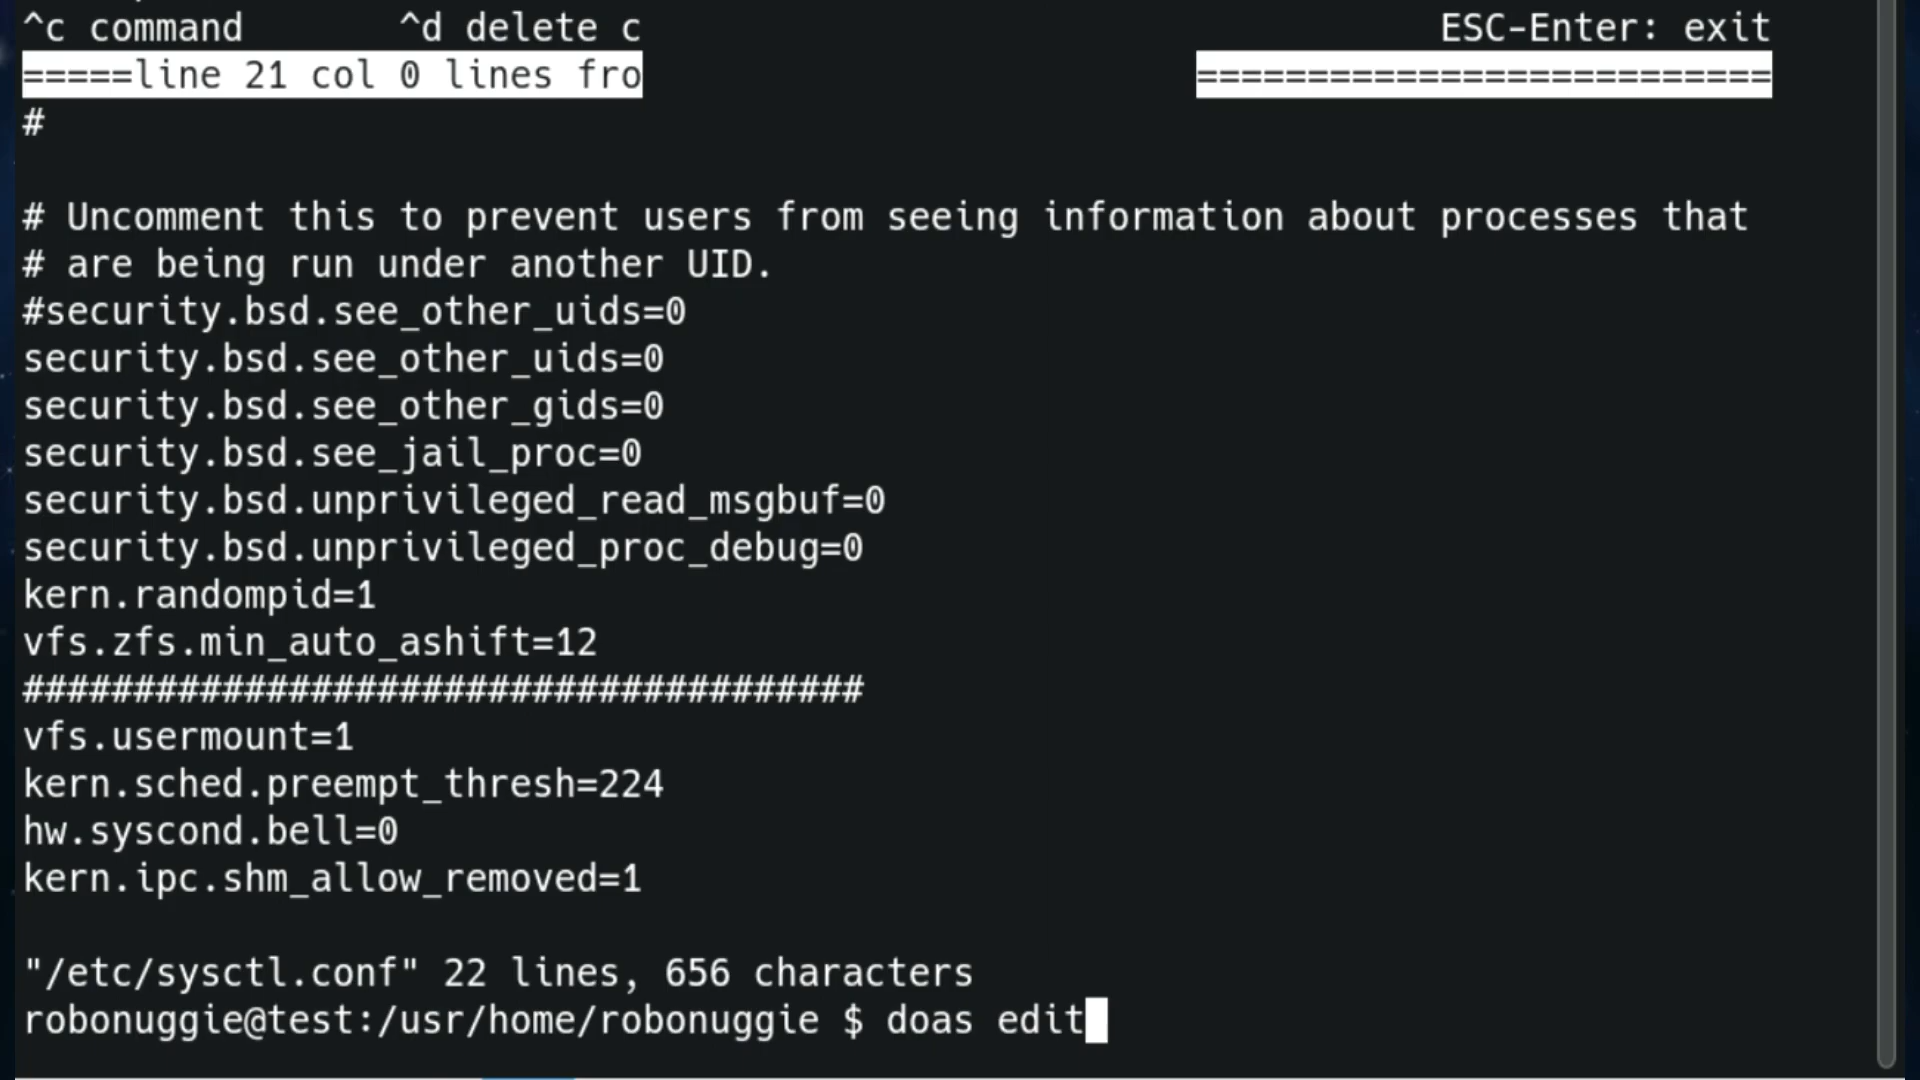 ^c command ^d delete c ESC-Enter: exit
=====line 21 col 0 lines fro ==========================
#
# Uncomment this to prevent users from seeing information about processes that
# are being run under another UID.
#security.bsd.see_other_uids=0
security.bsd.see_other_uids=0
security.bsd.see_other_gids=0
security.bsd.see_jail_proc=0
security.bsd.unprivileged_read_msgbuf=0
security.bsd.unprivileged_proc_debug=0
kern.randompid=1
vfs.zfs.min_auto_ashift=12
######################################
vfs.usermount=1
kern.sched.preempt_thresh=224
hw.syscond.bell=0
kern.ipc.shm_allow_removed=1
"/etc/sysctl.conf" 22 lines, 656 characters
robonuggie@test:/usr/home/robonuggie $ doas edit